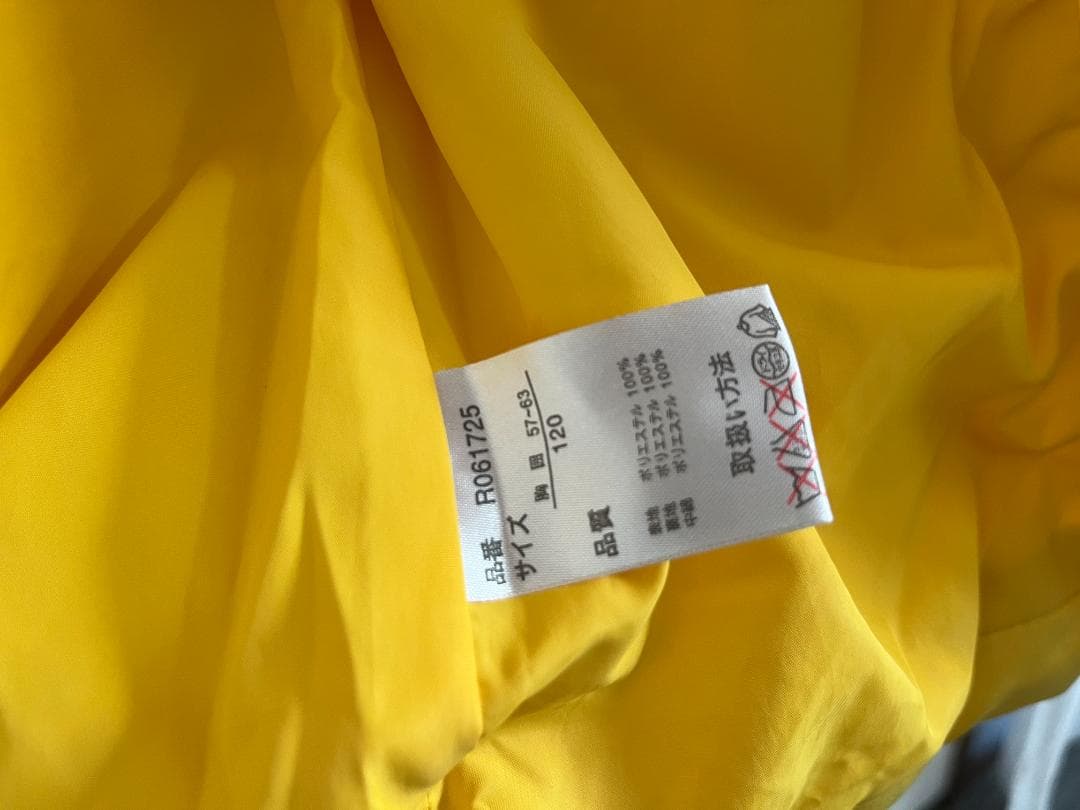 品番 R061725
サイズ
胸 囲 57~63
120
品質
表地 ポリエステル 100%
裏地 ポリエステル 100%
中綿 ポリエステル 100%
取扱い方法